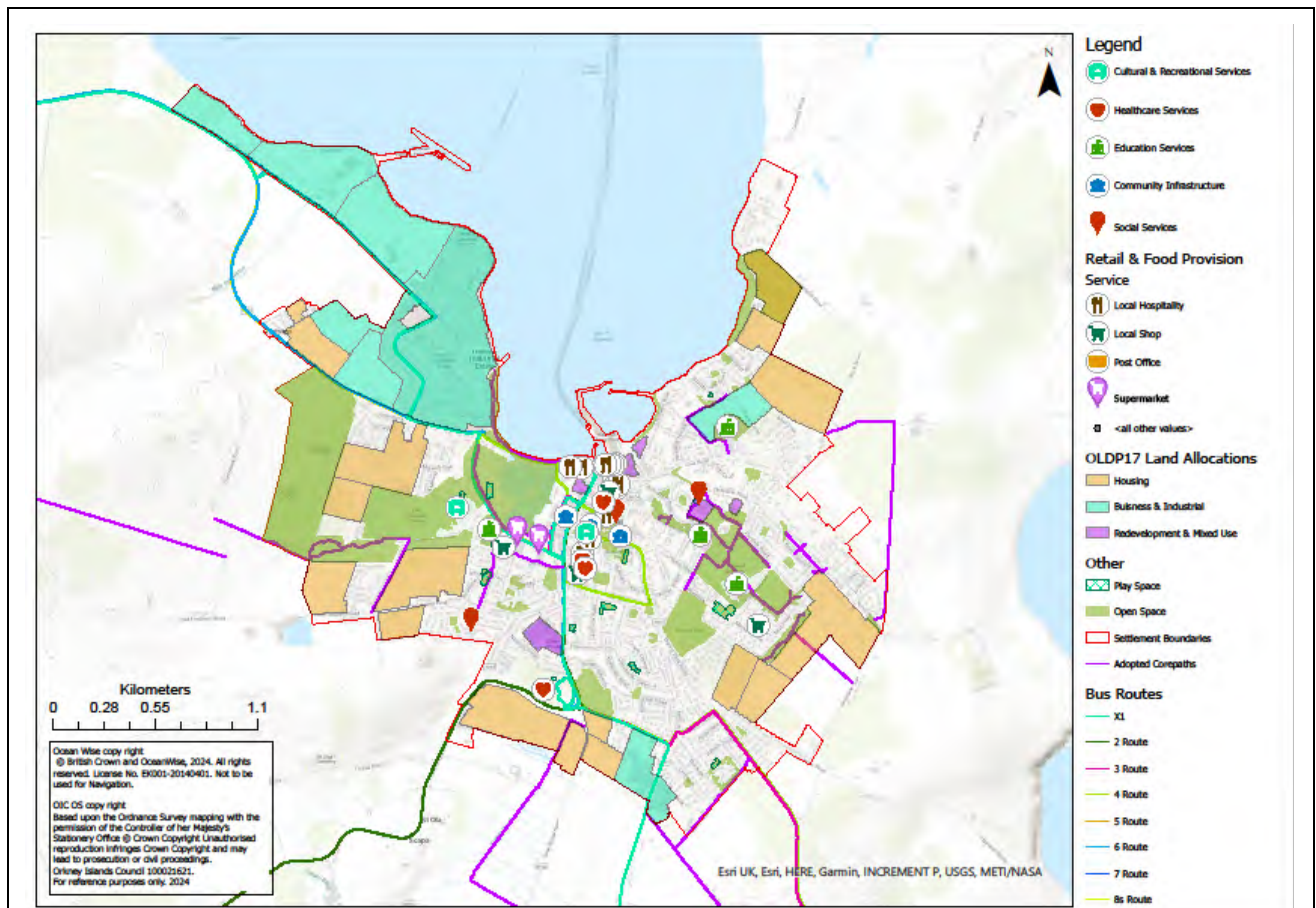 N
Legend
Cultural & Recreational Services
Healthcare Services
Education Services
Community Infrastructure
Social Services
Retail & Food Provision
Service
Local Hospitality
Local Shop
Post Office
Supermarket
<all other values>
OLDP17 Land Allocations
Housing
Buisness & Industrial
Redevelopment & Mixed Use
Other
Play Space
Open Space
Settlement Boundaries
Adopted Corepaths
Bus Routes
X1
2 Route
3 Route
4 Route
5 Route
6 Route
7 Route
8s Route
Kilometers
0 0.28 0.55 1.1
Ocean Wise copy right
© British Crown and OceanWise, 2024. All rights
reserved. License No. EK001-20140401. Not to be
used for Navigation.
OIC OS copy right
Based upon the Ordnance Survey mapping with the
permission of the Controller of her Majesty's
Stationery Office © Crown Copyright Unauthorised
reproduction infringes Crown Copyright and may
lead to prosecution or civil proceedings.
Orkney Islands Council 100021621.
For reference purposes only. 2024
Scapa
Esri UK, Esri, HERE, Garmin, INCREMENT P, USGS, METI/NASA